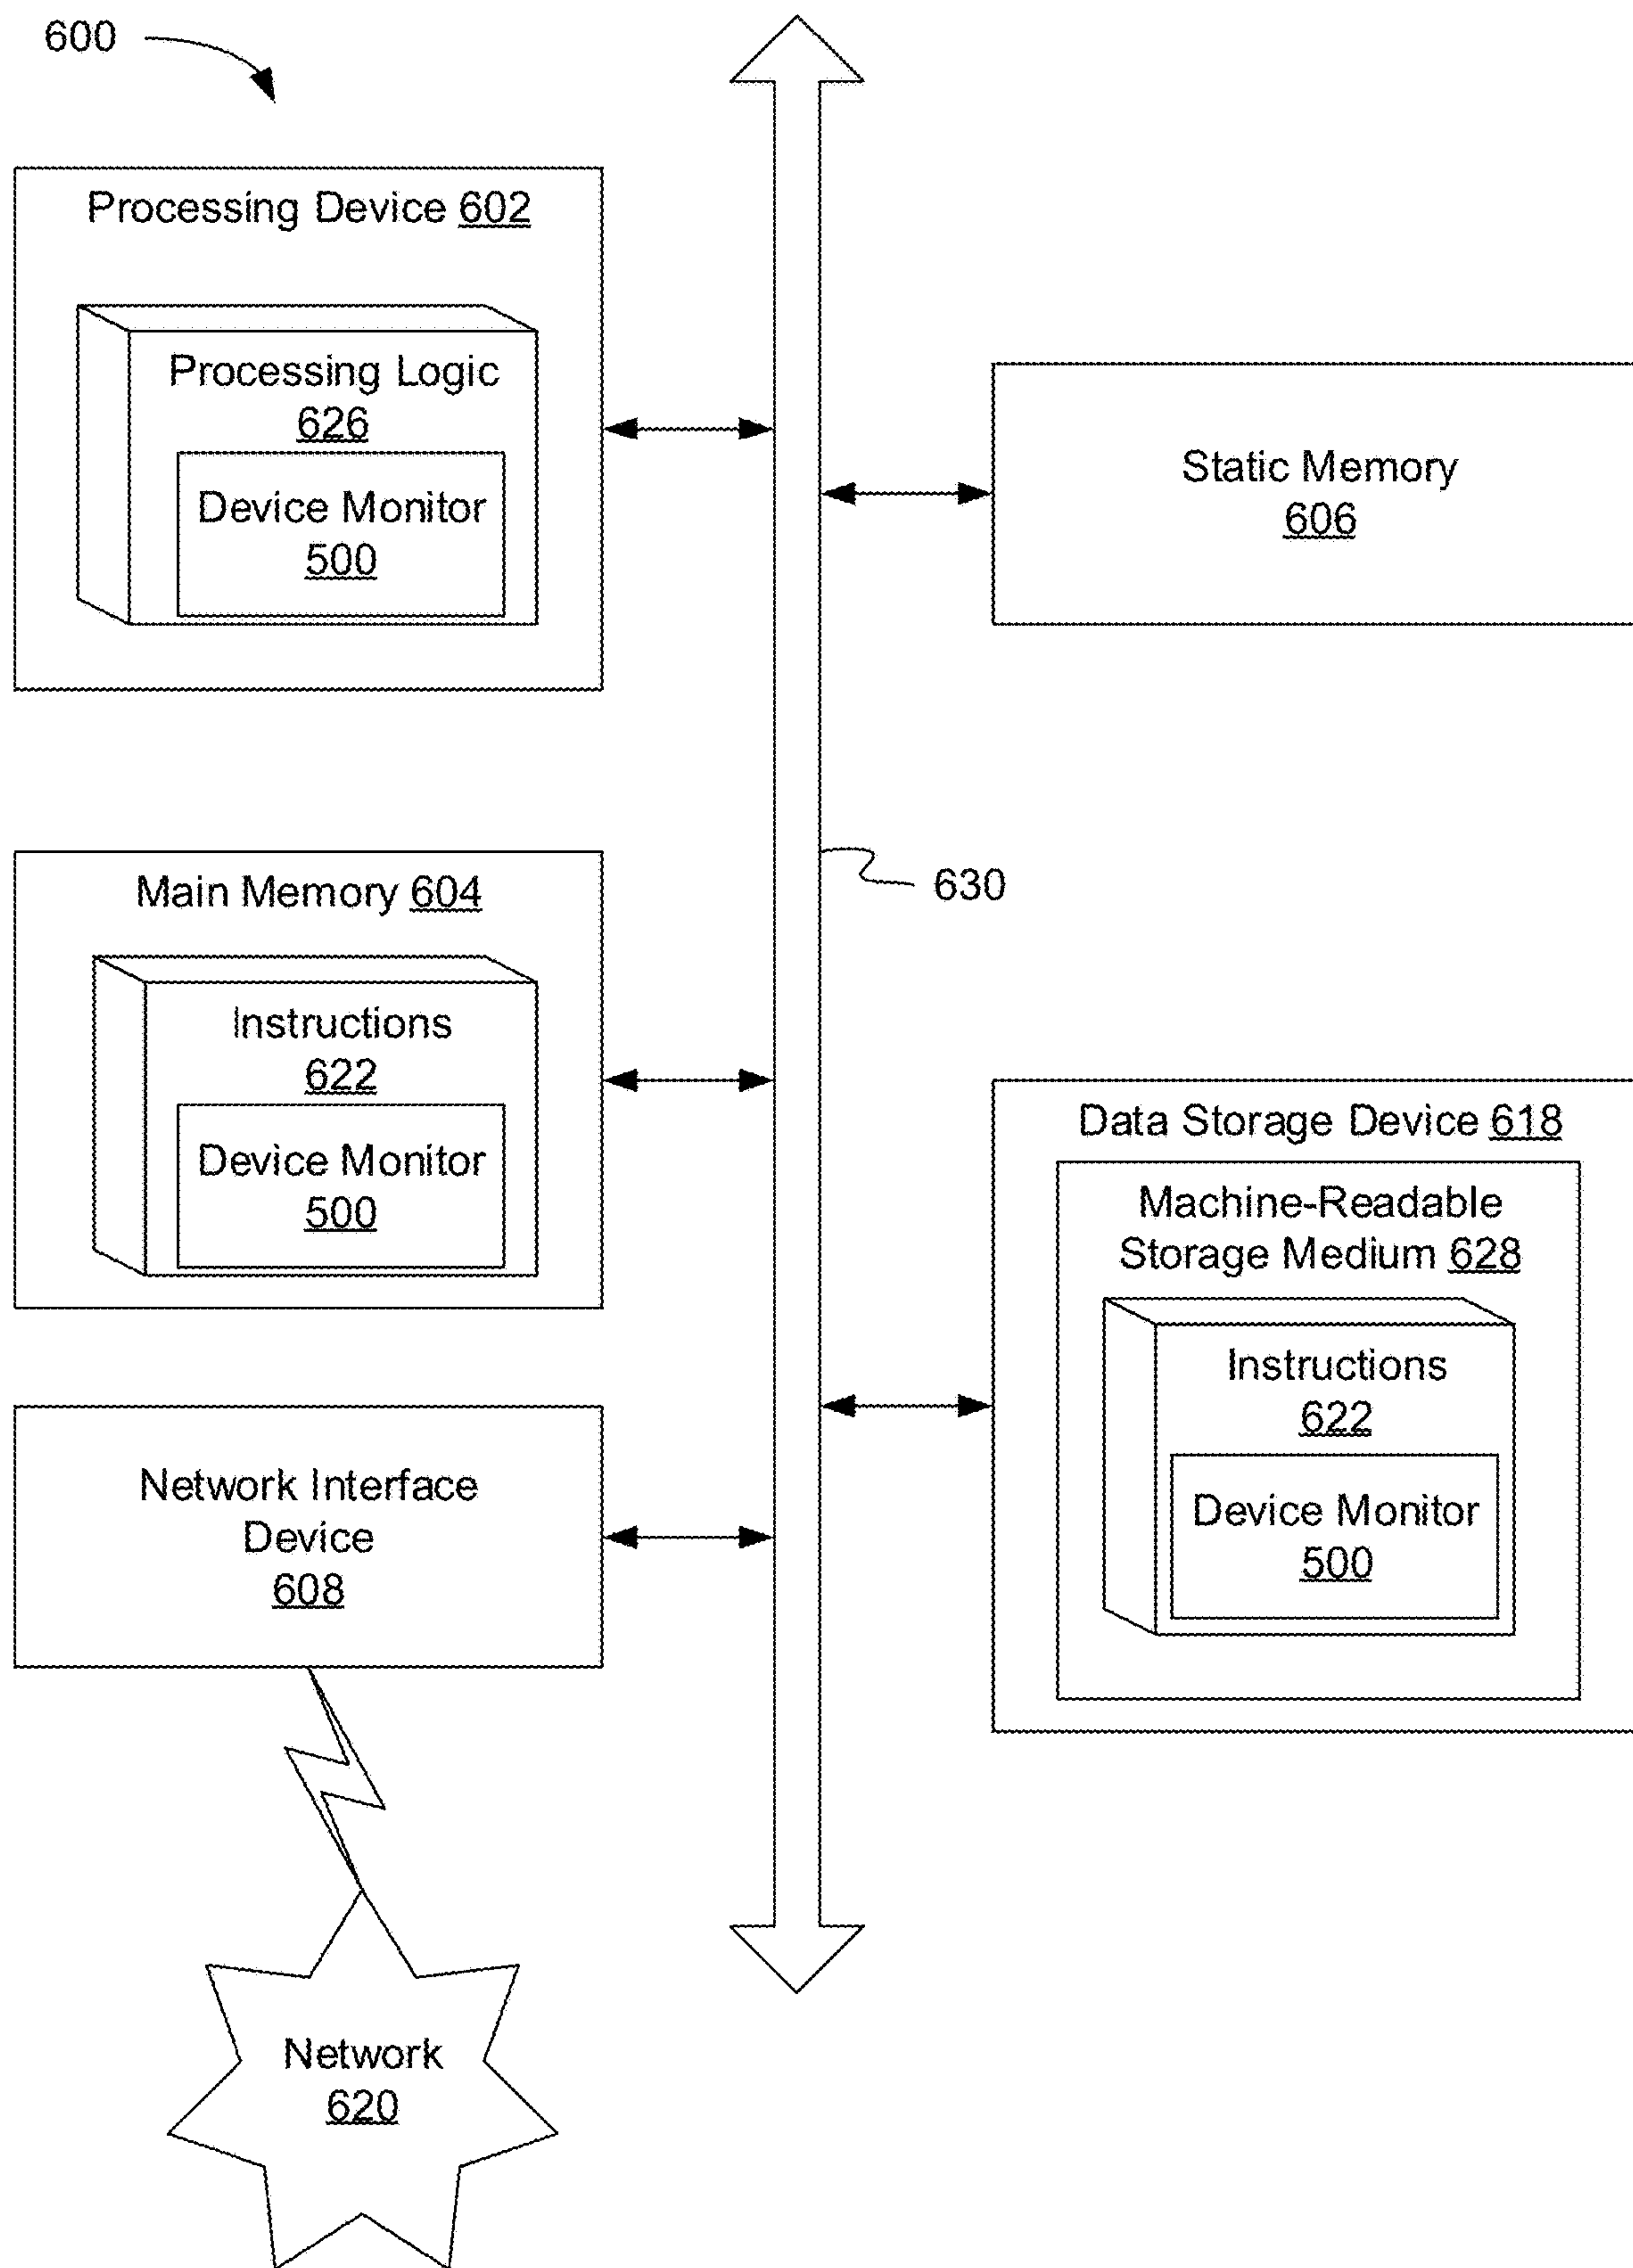 600
Processing Device 602
Processing Logic
626
Device Monitor
500
Static Memory
606
630
Main Memory 604
Instructions
622
Device Monitor
500
Data Storage Device 618
Machine-Readable
Storage Medium 628
Instructions
622
Device Monitor
500
Network Interface
Device
608
Network
620